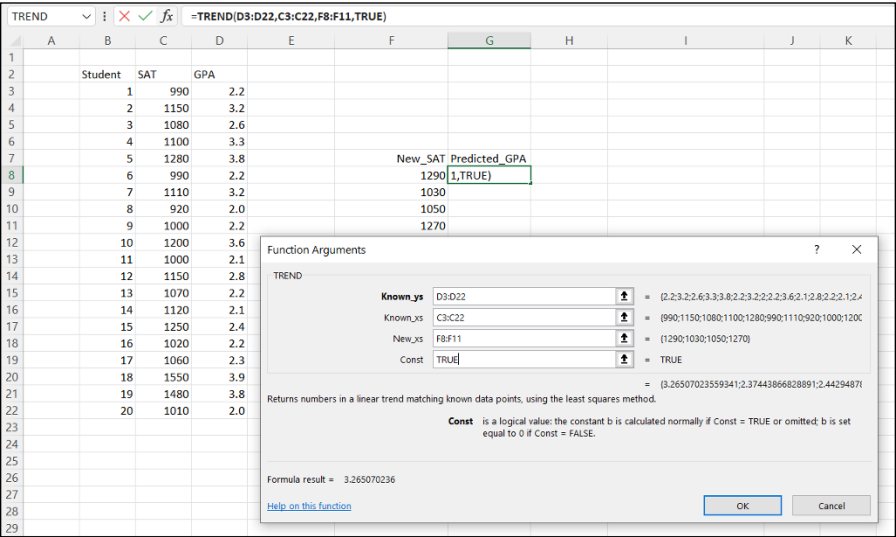 TREND fx =TREND(D3:D22,C3:C22,F8:F11,TRUE)
A B C D E F G H I J K
1
2 Student SAT GPA
3 1 990 2.2
4 2 1150 3.2
5 3 1080 2.6
6 4 1100 3.3
7 5 1280 3.8 New_SAT Predicted_GPA
8 6 990 2.2 1290 1,TRUE)
9 7 1110 3.2 1030
10 8 920 2.0 1050
11 9 1000 2.2 1270
12 10 1200 3.6
13 11 1000 2.1
14 12 1150 2.8
15 13 1070 2.2
16 14 1120 2.1
17 15 1250 2.4
18 16 1020 2.2
19 17 1060 2.3
20 18 1550 3.9
21 19 1480 3.8
22 20 1010 2.0
23
24
25
26
27
28
29
Function Arguments ? ×
TREND
Known_ys D3:D22 = {2.2;3.2;2.6;3.3;3.8;2.2;3.2;2;2.2;3.6;2.1;2.8;2.2;2.1;2.4
Known_xs C3:C22 = {990;1150;1080;1100;1280;990;1110;920;1000;1200
New_xs F8:F11 = {1290;1030;1050;1270}
Const TRUE = TRUE
= {3.26507023559341;2.37443866828891;2.44294878
Returns numbers in a linear trend matching known data points, using the least squares method.
Const is a logical value: the constant b is calculated normally if Const = TRUE or omitted; b is set
equal to 0 if Const = FALSE.
Formula result = 3.265070236
Help on this function OK Cancel